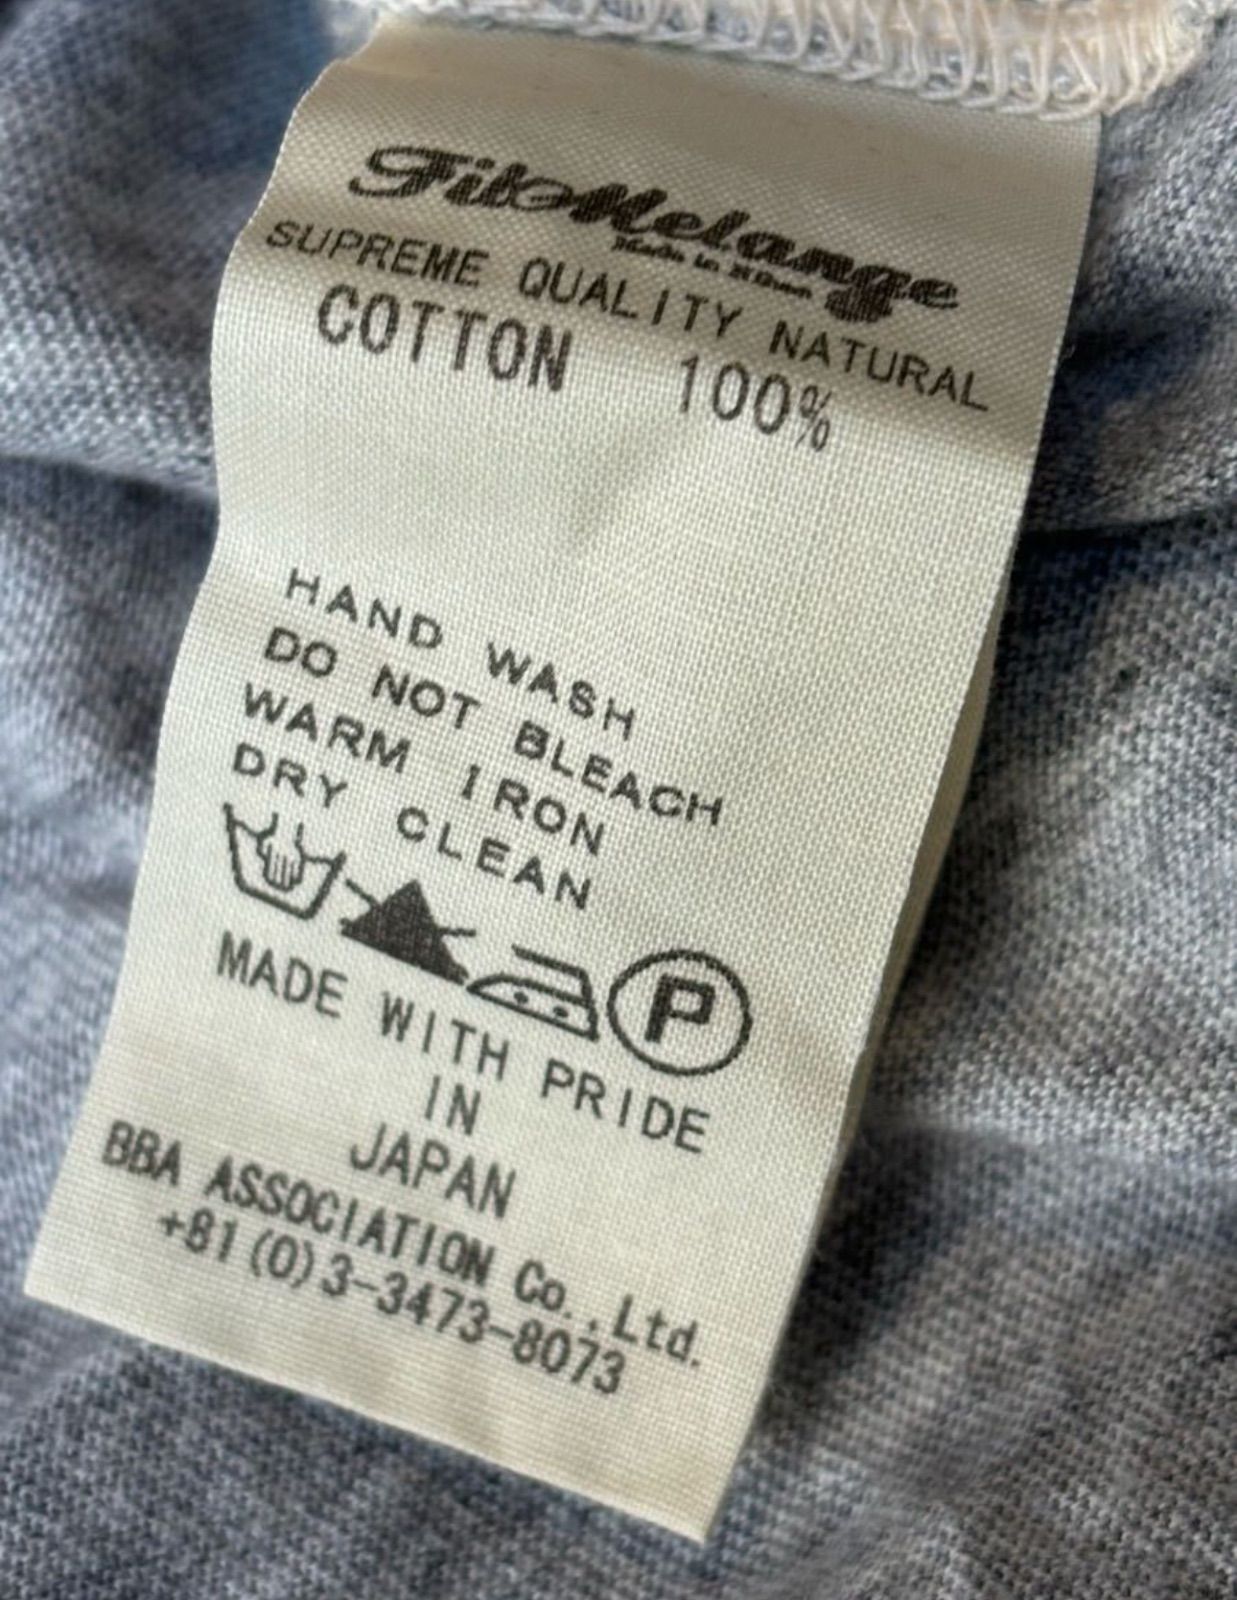 FilMelange
SUPREME QUALITY NATURAL
COTTON 100%
HAND WASH
DO NOT BLEACH
WARM IRON
DRY CLEAN
P
MADE WITH PRIDE
IN
JAPAN
BBA ASSOCIATION Co.,Ltd.
+81(0)3-3473-8073